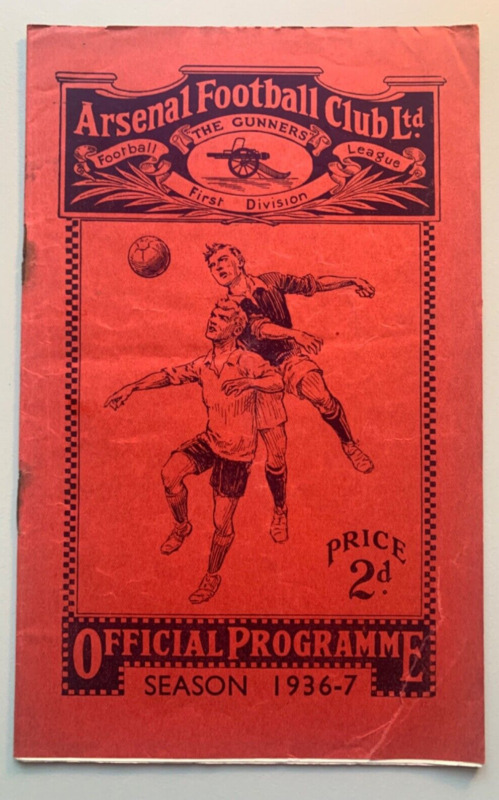 Arsenal Football Club Ltd.
"THE GUNNERS"
Football League
First Division
PRICE
2d.
OFFICIAL PROGRAMME
SEASON 1936-7